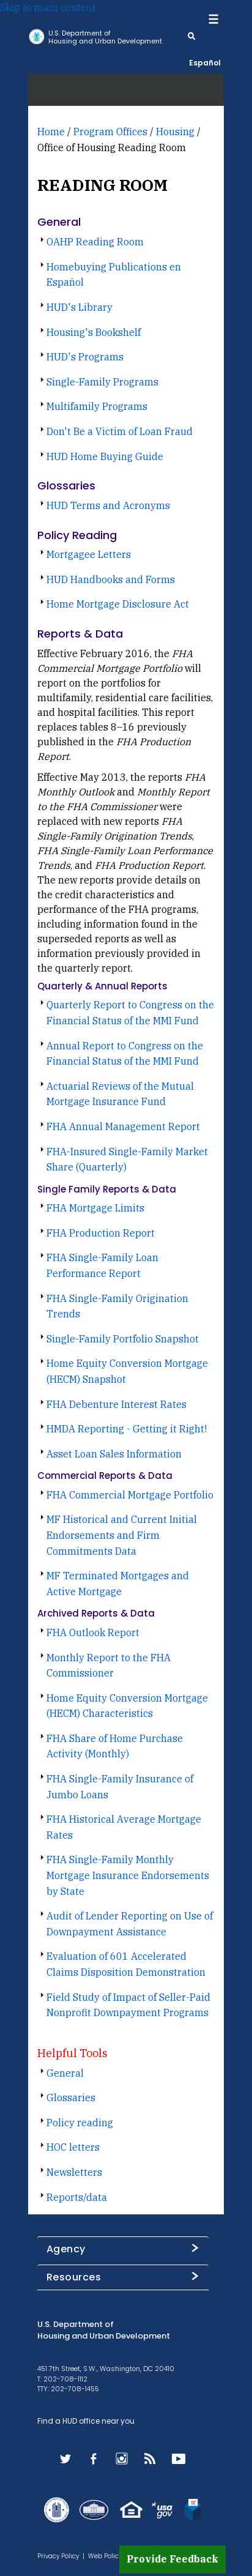 Skip to main content
U.S. Department of
Housing and Urban Development
Español
Home / Program Offices / Housing /
Office of Housing Reading Room
READING ROOM
General
OAHP Reading Room
Homebuying Publications en
Español
HUD's Library
Housing's Bookshelf
HUD's Programs
Single-Family Programs
Multifamily Programs
Don't Be a Victim of Loan Fraud
HUD Home Buying Guide
Glossaries
HUD Terms and Acronyms
Policy Reading
Mortgagee Letters
HUD Handbooks and Forms
Home Mortgage Disclosure Act
Reports & Data
Effective February 2016, the FHA
Commercial Mortgage Portfolio will
report on the portfolios for
multifamily, residential care facilities,
and hospital facilities. This report
replaces tables 8–16 previously
published in the FHA Production
Report.
Effective May 2013, the reports FHA
Monthly Outlook and Monthly Report
to the FHA Commissioner were
replaced with new reports FHA
Single-Family Origination Trends,
FHA Single-Family Loan Performance
Trends, and FHA Production Report.
The new reports provide details on
the credit characteristics and
performance of the FHA programs,
including information found in the
superseded reports as well as
information previously provided in
the quarterly report.
Quarterly & Annual Reports
Quarterly Report to Congress on the
Financial Status of the MMI Fund
Annual Report to Congress on the
Financial Status of the MMI Fund
Actuarial Reviews of the Mutual
Mortgage Insurance Fund
FHA Annual Management Report
FHA-Insured Single-Family Market
Share (Quarterly)
Single Family Reports & Data
FHA Mortgage Limits
FHA Production Report
FHA Single-Family Loan
Performance Report
FHA Single-Family Origination
Trends
Single-Family Portfolio Snapshot
Home Equity Conversion Mortgage
(HECM) Snapshot
FHA Debenture Interest Rates
HMDA Reporting - Getting it Right!
Asset Loan Sales Information
Commercial Reports & Data
FHA Commercial Mortgage Portfolio
MF Historical and Current Initial
Endorsements and Firm
Commitments Data
MF Terminated Mortgages and
Active Mortgage
Archived Reports & Data
FHA Outlook Report
Monthly Report to the FHA
Commissioner
Home Equity Conversion Mortgage
(HECM) Characteristics
FHA Share of Home Purchase
Activity (Monthly)
FHA Single-Family Insurance of
Jumbo Loans
FHA Historical Average Mortgage
Rates
FHA Single-Family Monthly
Mortgage Insurance Endorsements
by State
Audit of Lender Reporting on Use of
Downpayment Assistance
Evaluation of 601 Accelerated
Claims Disposition Demonstration
Field Study of Impact of Seller-Paid
Nonprofit Downpayment Programs
Helpful Tools
General
Glossaries
Policy reading
HOC letters
Newsletters
Reports/data
Agency
Resources
U.S. Department of
Housing and Urban Development
451 7th Street, S.W., Washington, DC 20410
T: 202-708-1112
TTY: 202-708-1455
Find a HUD office near you
usa
gov
Privacy Policy | Web
Provide Feedback